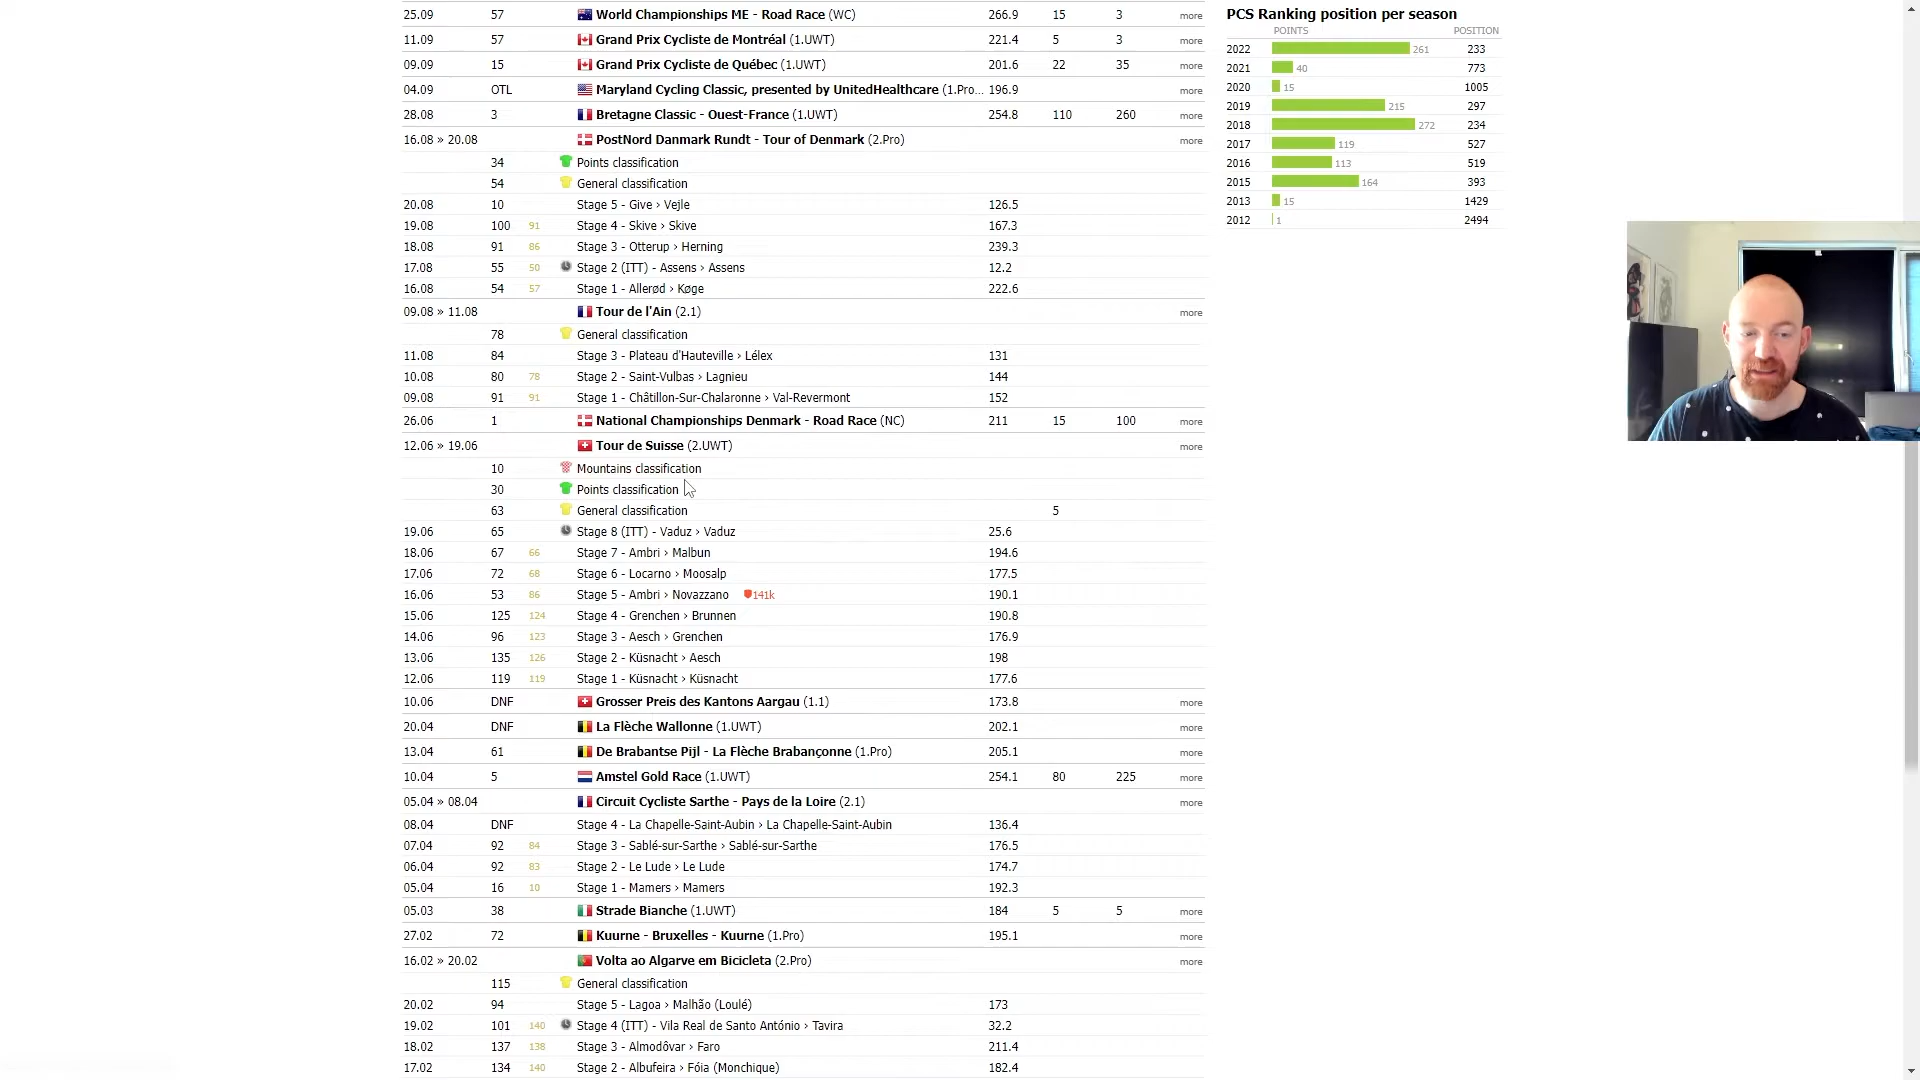 25.09 57 World Championships ME - Road Race (WC) 266.9 15 3 more
11.09 57 Grand Prix Cycliste de Montréal (1.UWT) 221.4 5 3 more
09.09 15 Grand Prix Cycliste de Québec (1.UWT) 201.6 22 35 more
04.09 OTL Maryland Cycling Classic, presented by UnitedHealthcare (1.Pro... 196.9 more
28.08 3 Bretagne Classic - Ouest-France (1.UWT) 254.8 110 260 more
16.08 » 20.08 PostNord Danmark Rundt - Tour of Denmark (2.Pro) more
34 Points classification
54 General classification
20.08 10 Stage 5 - Give › Vejle 126.5
19.08 100 91 Stage 4 - Skive › Skive 167.3
18.08 91 86 Stage 3 - Otterup › Herning 239.3
17.08 55 50 Stage 2 (ITT) - Assens › Assens 12.2
16.08 54 57 Stage 1 - Allerød › Køge 222.6
09.08 » 11.08 Tour de l'Ain (2.1) more
78 General classification
11.08 84 Stage 3 - Plateau d'Hauteville › Lélex 131
10.08 80 78 Stage 2 - Saint-Vulbas › Lagnieu 144
09.08 91 91 Stage 1 - Châtillon-Sur-Chalaronne › Val-Revermont 152
26.06 1 National Championships Denmark - Road Race (NC) 211 15 100 more
12.06 » 19.06 Tour de Suisse (2.UWT) more
10 Mountains classification
30 Points classification
63 General classification 5
19.06 65 Stage 8 (ITT) - Vaduz › Vaduz 25.6
18.06 67 66 Stage 7 - Ambri › Malbun 194.6
17.06 72 68 Stage 6 - Locarno › Moosalp 177.5
16.06 53 86 Stage 5 - Ambri › Novazzano 141k 190.1
15.06 125 124 Stage 4 - Grenchen › Brunnen 190.8
14.06 96 123 Stage 3 - Aesch › Grenchen 176.9
13.06 135 126 Stage 2 - Küsnacht › Aesch 198
12.06 119 119 Stage 1 - Küsnacht › Küsnacht 177.6
10.06 DNF Grosser Preis des Kantons Aargau (1.1) 173.8 more
20.04 DNF La Flèche Wallonne (1.UWT) 202.1 more
13.04 61 De Brabantse Pijl - La Flèche Brabançonne (1.Pro) 205.1 more
10.04 5 Amstel Gold Race (1.UWT) 254.1 80 225 more
05.04 » 08.04 Circuit Cycliste Sarthe - Pays de la Loire (2.1) more
08.04 DNF Stage 4 - La Chapelle-Saint-Aubin › La Chapelle-Saint-Aubin 136.4
07.04 92 84 Stage 3 - Sablé-sur-Sarthe › Sablé-sur-Sarthe 176.5
06.04 92 83 Stage 2 - Le Lude › Le Lude 174.7
05.04 16 10 Stage 1 - Mamers › Mamers 192.3
05.03 38 Strade Bianche (1.UWT) 184 5 5 more
27.02 72 Kuurne - Bruxelles - Kuurne (1.Pro) 195.1 more
16.02 » 20.02 Volta ao Algarve em Bicicleta (2.Pro) more
115 General classification
20.02 94 Stage 5 - Lagoa › Malhão (Loulé) 173
19.02 101 140 Stage 4 (ITT) - Vila Real de Santo António › Tavira 32.2
18.02 137 138 Stage 3 - Almodôvar › Faro 211.4
17.02 134 140 Stage 2 - Albufeira › Fóia (Monchique) 182.4
PCS Ranking position per season
POINTS POSITION
2022 261 233
2021 40 773
2020 15 1005
2019 215 297
2018 272 234
2017 119 527
2016 113 519
2015 164 393
2013 15 1429
2012 1 2494